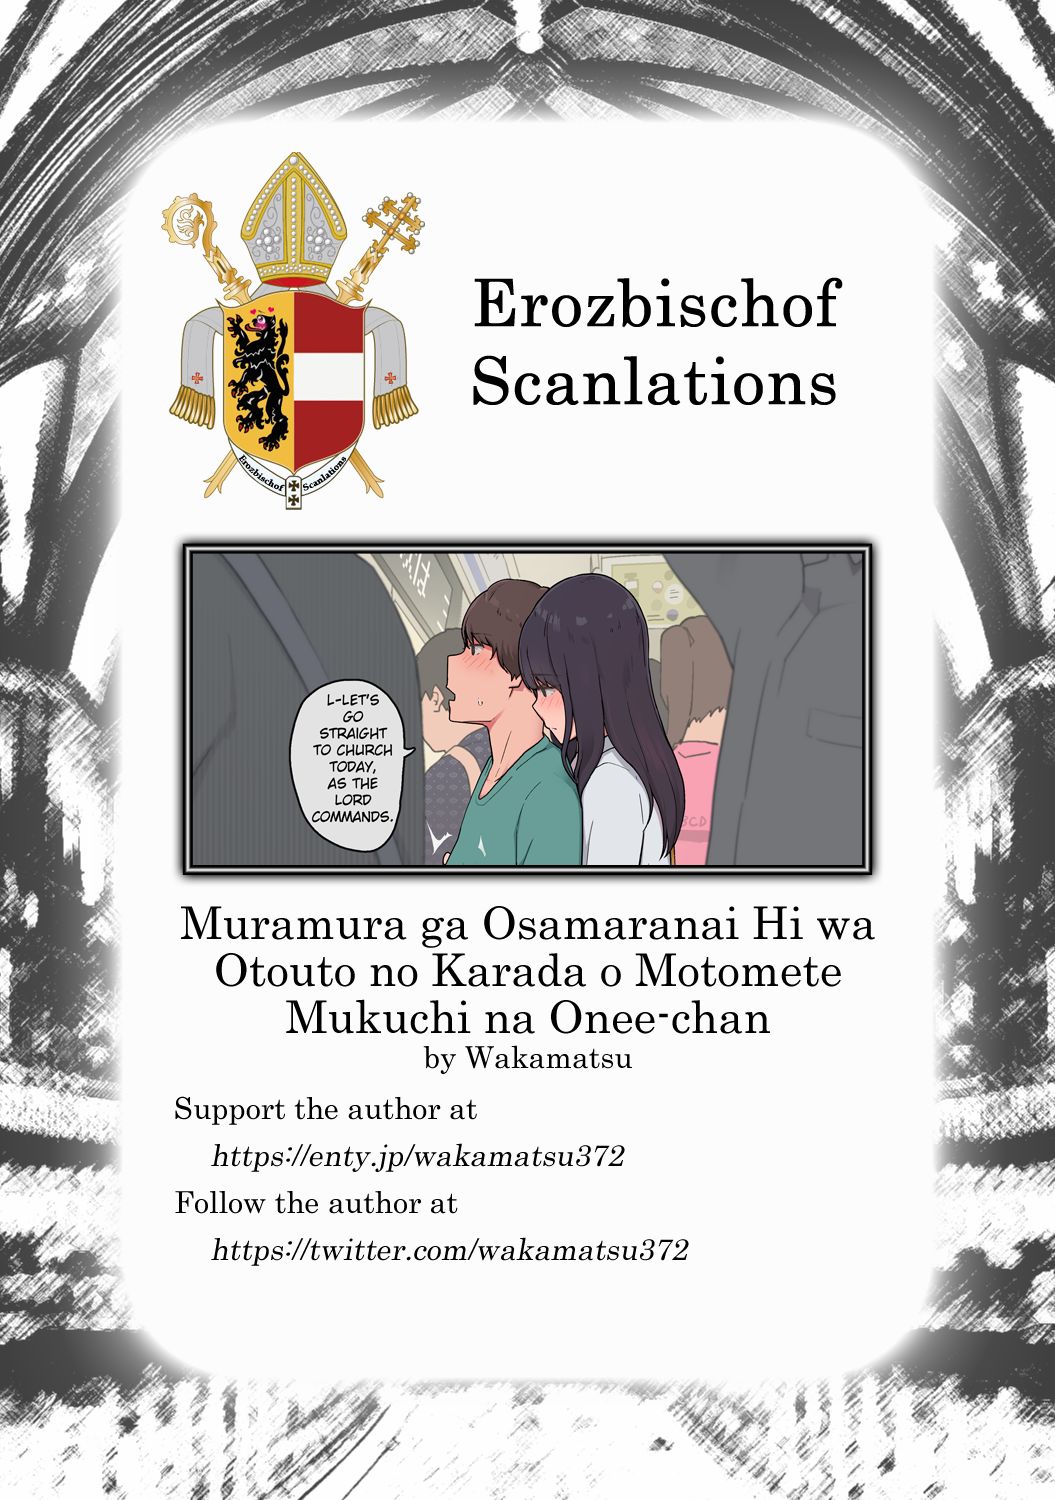 Erozbischof
Scanlations
Erozbischof Scanlations
L-LET'S
GO
STRAIGHT
TO CHURCH
TODAY,
AS THE
LORD
COMMANDS.
BCD
Muramura ga Osamaranai Hi wa
Otouto no Karada o Motomete
Mukuchi na Onee-chan
by Wakamatsu
Support the author at
https://enty.jp/wakamatsu372
Follow the author at
https://twitter.com/wakamatsu372